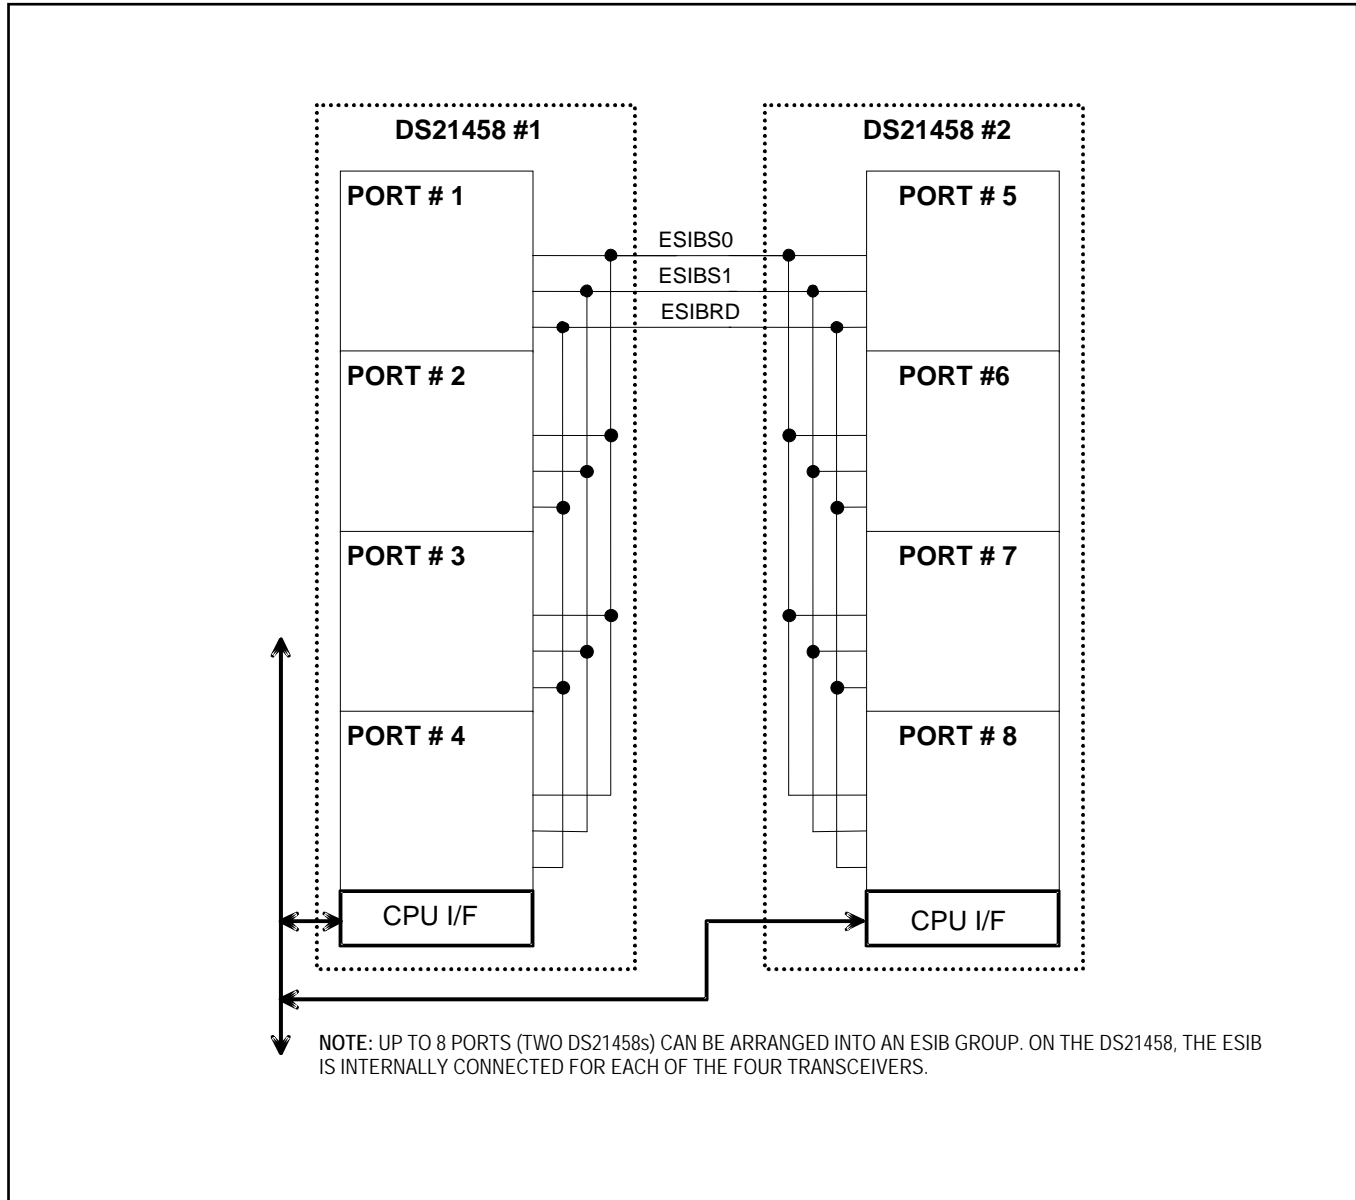 DS21458 #1
DS21458 #2
PORT # 1
PORT # 5
ESIBS0
ESIBS1
ESIBRD
PORT # 2
PORT #6
PORT # 3
PORT # 7
PORT # 4
PORT # 8
CPU I/F
CPU I/F
NOTE: UP TO 8 PORTS (TWO DS21458s) CAN BE ARRANGED INTO AN ESIB GROUP. ON THE DS21458, THE ESIB
IS INTERNALLY CONNECTED FOR EACH OF THE FOUR TRANSCEIVERS.